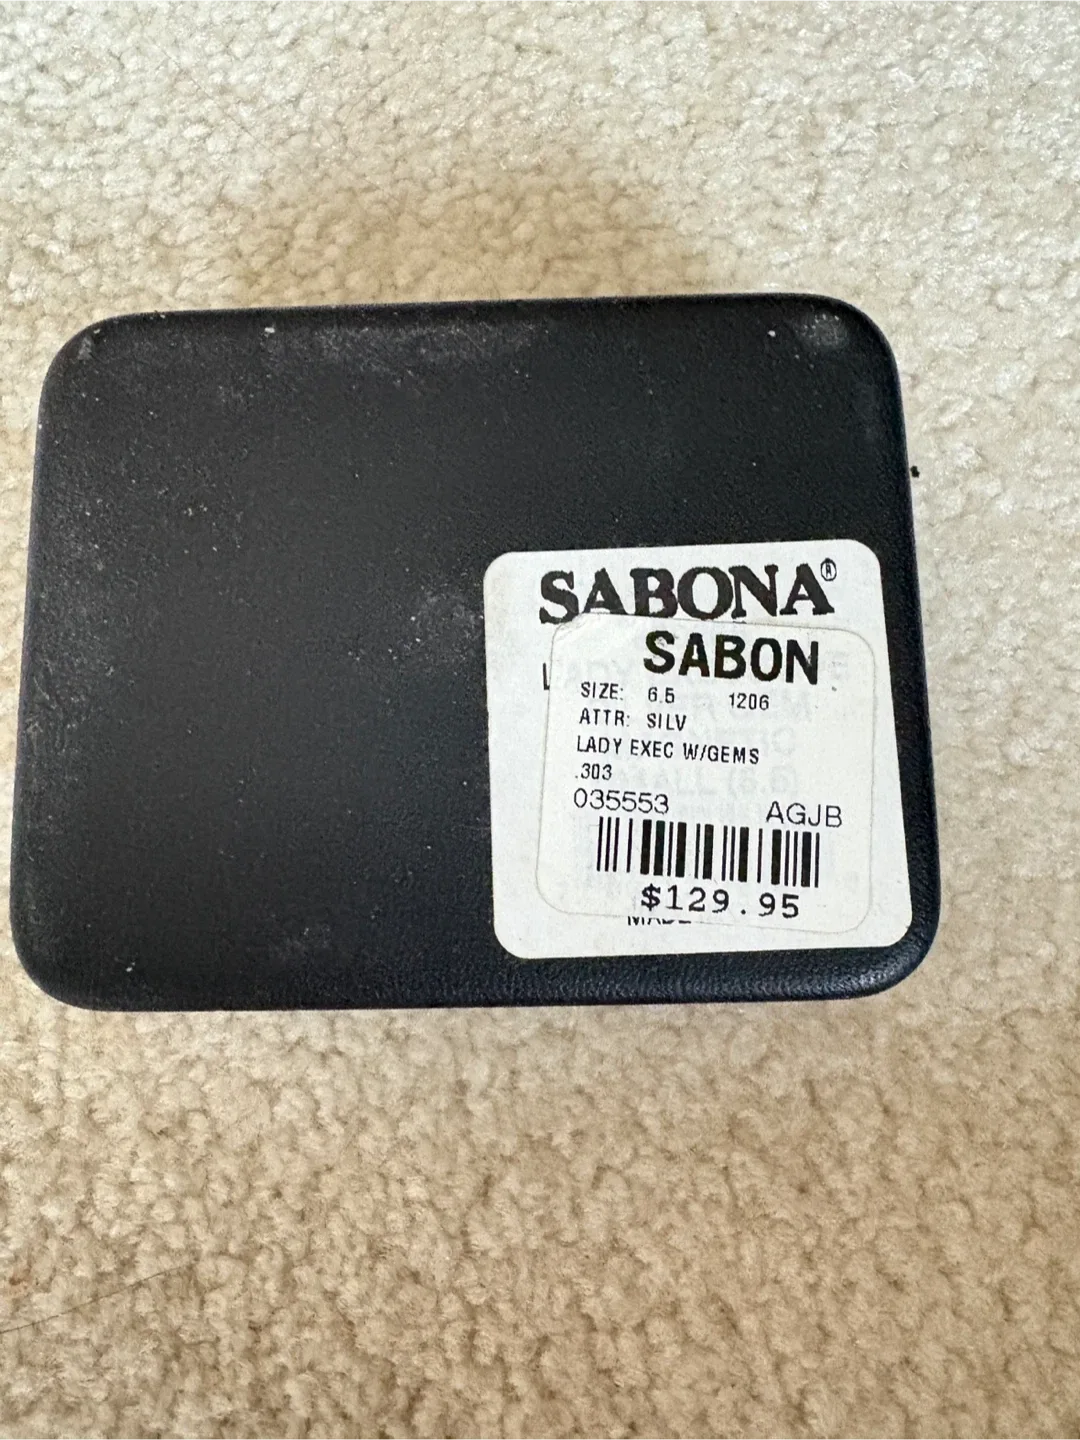 SABONA®
SABON
SIZE: 6.5 1206
ATTR: SILV
LADY EXEC W/GEMS
.303
035553 AGJB
$129.95